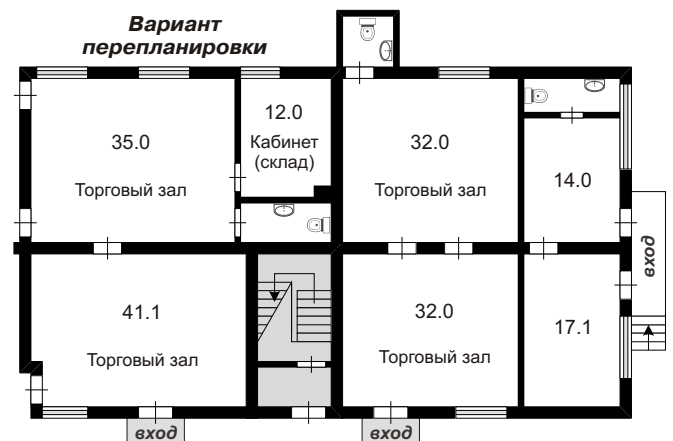 Вариант
перепланировки
35.0
Торговый зал
12.0
Кабинет
(склад)
32.0
Торговый зал
14.0
вход
41.1
Торговый зал
32.0
Торговый зал
17.1
вход
вход